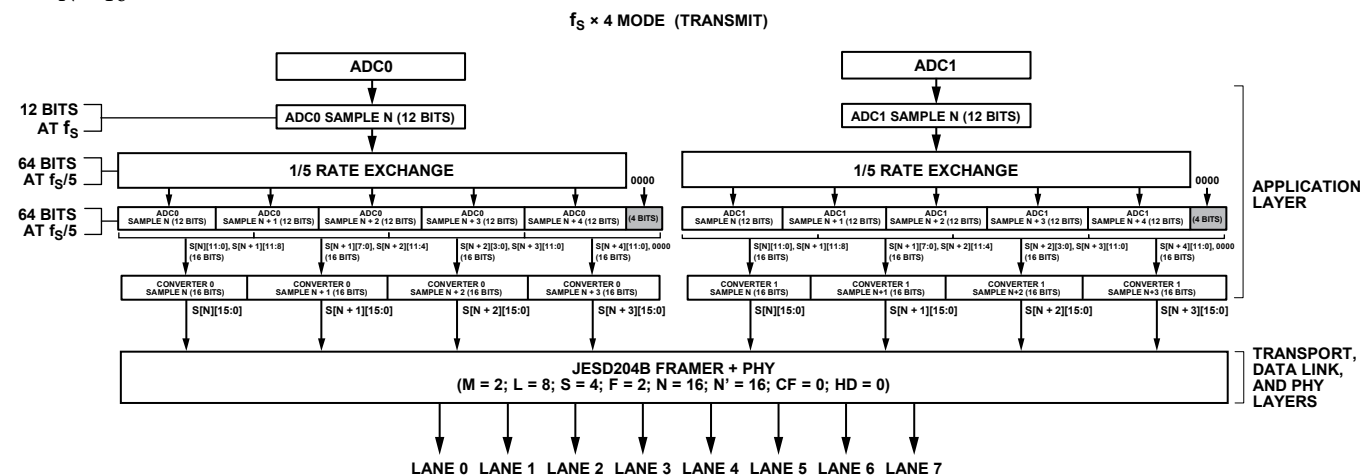 f_S × 4 MODE (TRANSMIT)
ADC0
ADC1
12 BITS
AT f_S
ADC0 SAMPLE N (12 BITS)
ADC1 SAMPLE N (12 BITS)
64 BITS
AT f_S/5
1/5 RATE EXCHANGE
0000
1/5 RATE EXCHANGE
0000
APPLICATION
LAYER
64 BITS
AT f_S/5
ADC0
SAMPLE N (12 BITS)
ADC0
SAMPLE N + 1 (12 BITS)
ADC0
SAMPLE N + 2 (12 BITS)
ADC0
SAMPLE N + 3 (12 BITS)
ADC0
SAMPLE N + 4 (12 BITS)
(4 BITS)
ADC1
SAMPLE N (12 BITS)
ADC1
SAMPLE N + 1 (12 BITS)
ADC1
SAMPLE N + 2 (12 BITS)
ADC1
SAMPLE N + 3 (12 BITS)
ADC1
SAMPLE N + 4 (12 BITS)
(4 BITS)
S[N][11:0], S[N + 1][11:8]
(16 BITS)
S[N + 1][7:0], S[N + 2][11:4]
(16 BITS)
S[N + 2][3:0], S[N + 3][11:0]
(16 BITS)
S[N + 4][11:0], 0000
(16 BITS)
S[N][11:0], S[N + 1][11:8]
(16 BITS)
S[N + 1][7:0], S[N + 2][11:4]
(16 BITS)
S[N + 2][3:0], S[N + 3][11:0]
(16 BITS)
S[N + 4][11:0], 0000
(16 BITS)
CONVERTER 0
SAMPLE N (16 BITS)
CONVERTER 0
SAMPLE N + 1 (16 BITS)
CONVERTER 0
SAMPLE N + 2 (16 BITS)
CONVERTER 0
SAMPLE N + 3 (16 BITS)
CONVERTER 1
SAMPLE N (16 BITS)
CONVERTER 1
SAMPLE N+1 (16 BITS)
CONVERTER 1
SAMPLE N+2 (16 BITS)
CONVERTER 1
SAMPLE N+3 (16 BITS)
S[N][15:0]
S[N + 1][15:0]
S[N + 2][15:0]
S[N + 3][15:0]
S[N][15:0]
S[N + 1][15:0]
S[N + 2][15:0]
S[N + 3][15:0]
JESD204B FRAMER + PHY
(M = 2; L = 8; S = 4; F = 2; N = 16; N' = 16; CF = 0; HD = 0)
TRANSPORT,
DATA LINK,
AND PHY
LAYERS
LANE 0 LANE 1 LANE 2 LANE 3 LANE 4 LANE 5 LANE 6 LANE 7